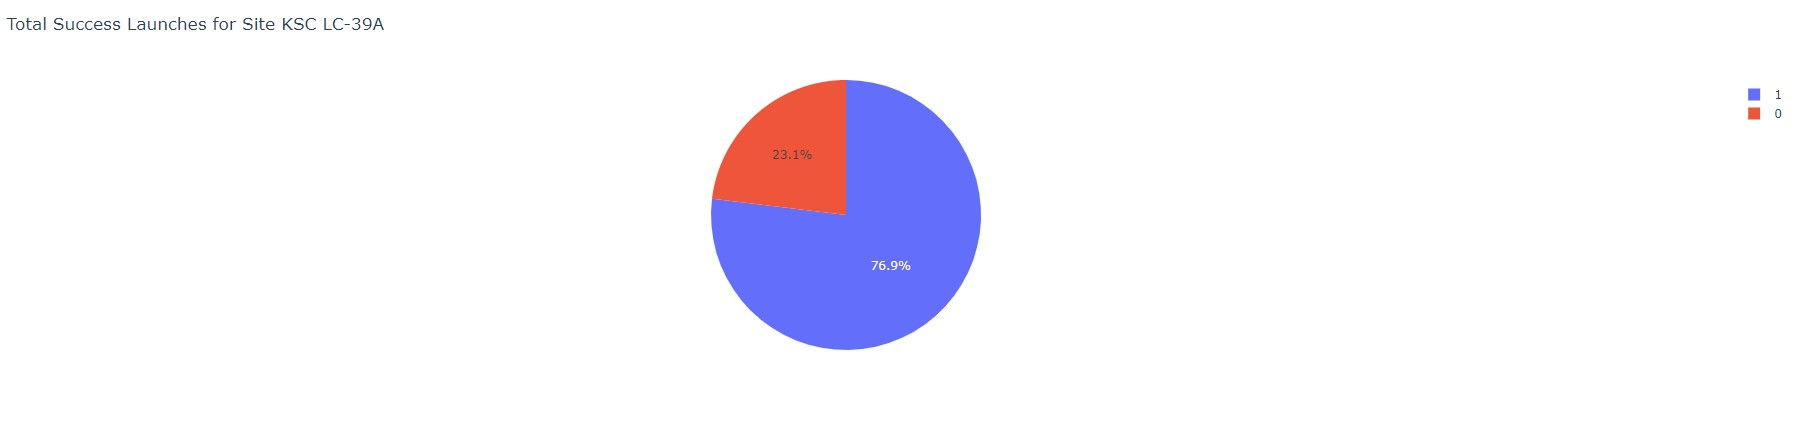 Total Success Launches for Site KSC LC-39A
1
0
23.1%
76.9%